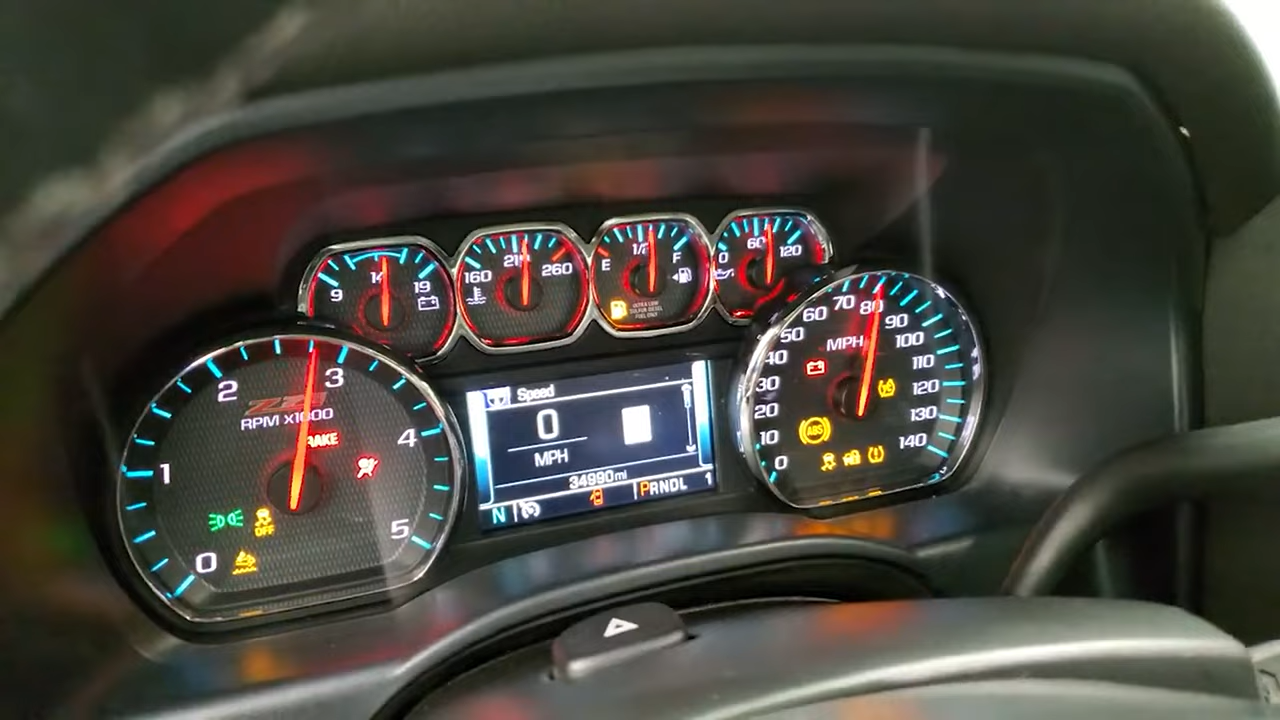 9 14 19
160 210 260
E 1/2 F
ULTRA LOW
SULFUR DIESEL
FUEL ONLY
0 60 120
0 1 2 3 4 5
RPM X1000
BRAKE
OFF
Speed
0
MPH
34990mi
N
PRNDL 1
0 10 20 30 40 50 60 70 80 90 100 110 120 130 140
MPH
ABS